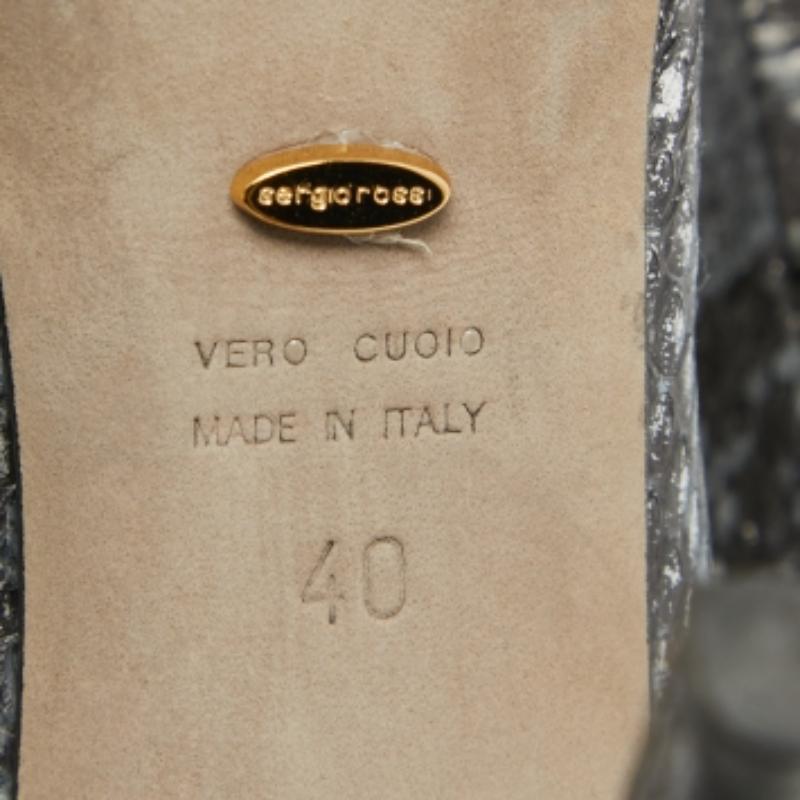 sergio rossi
VERO CUOIO
MADE IN ITALY
40